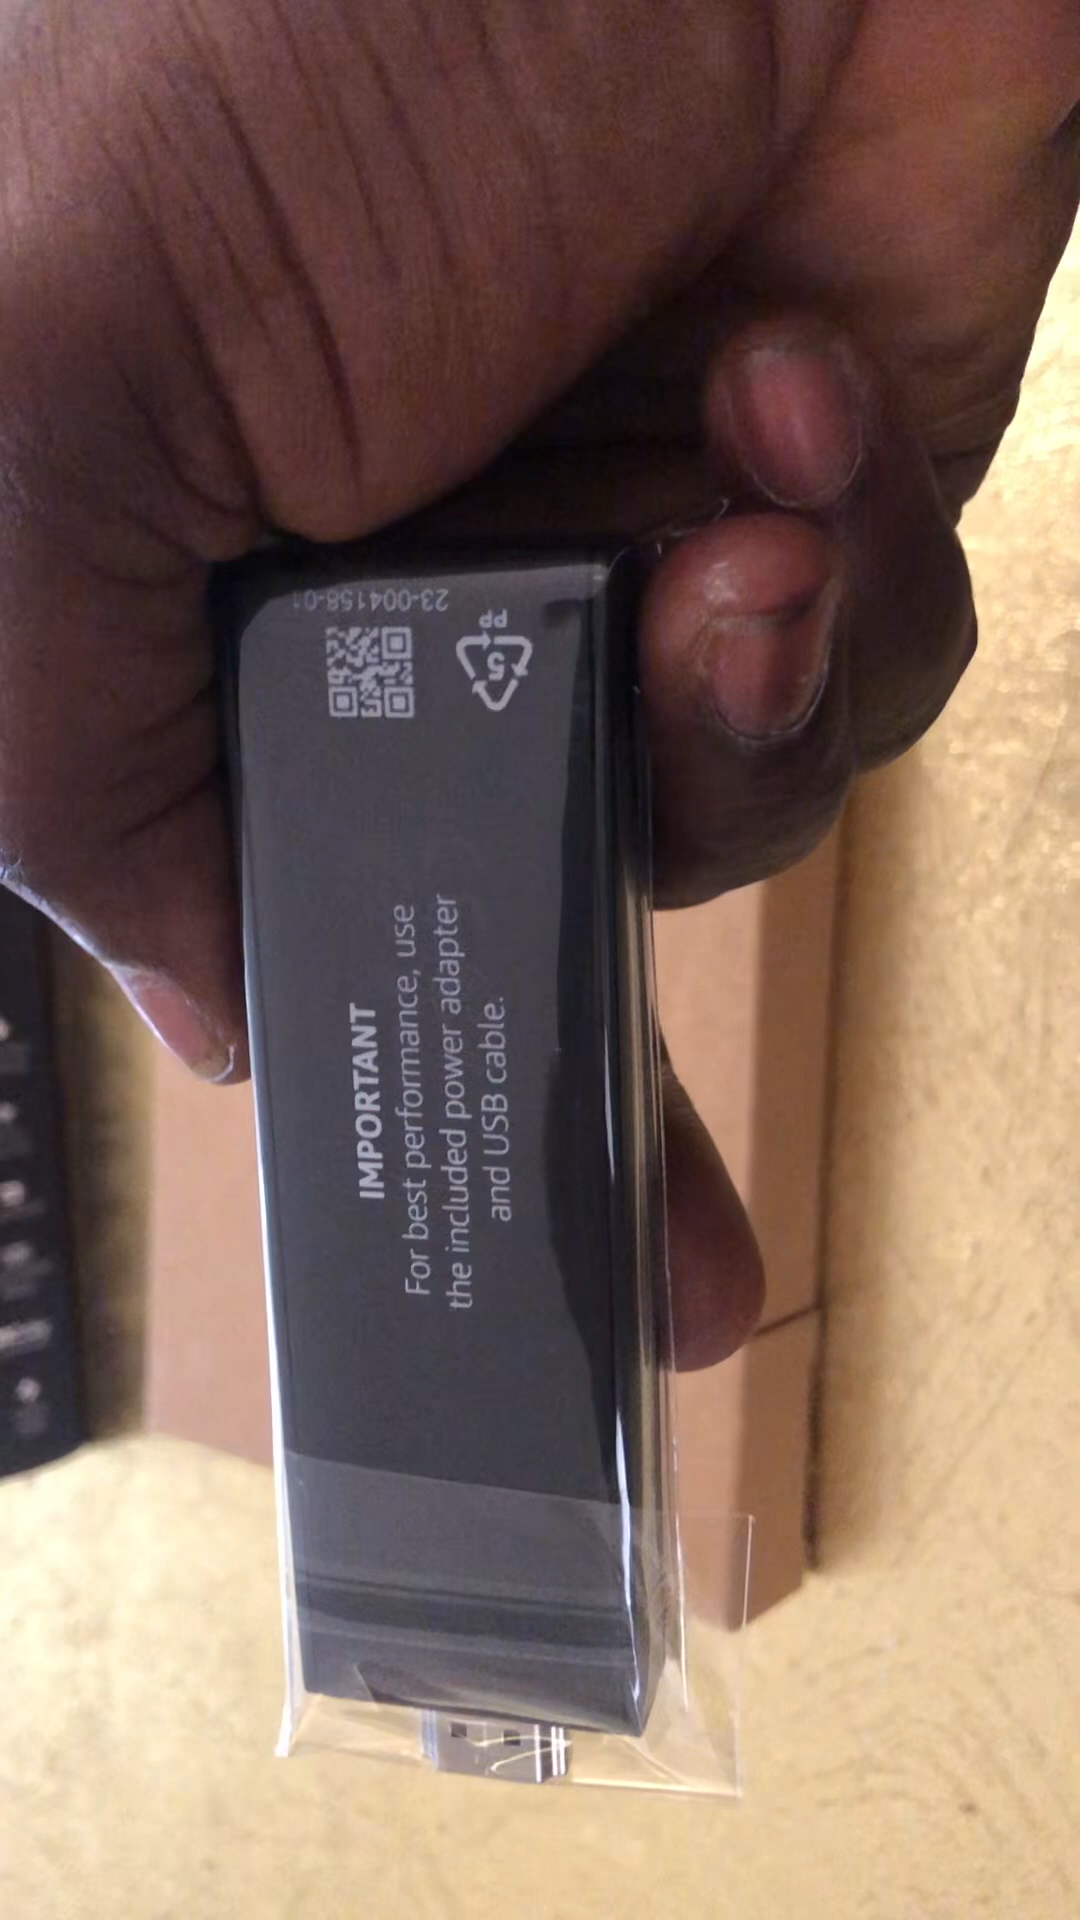 IMPORTANT
For best performance, use
the included power adapter
and USB cable.
23-004158-01
5
PP